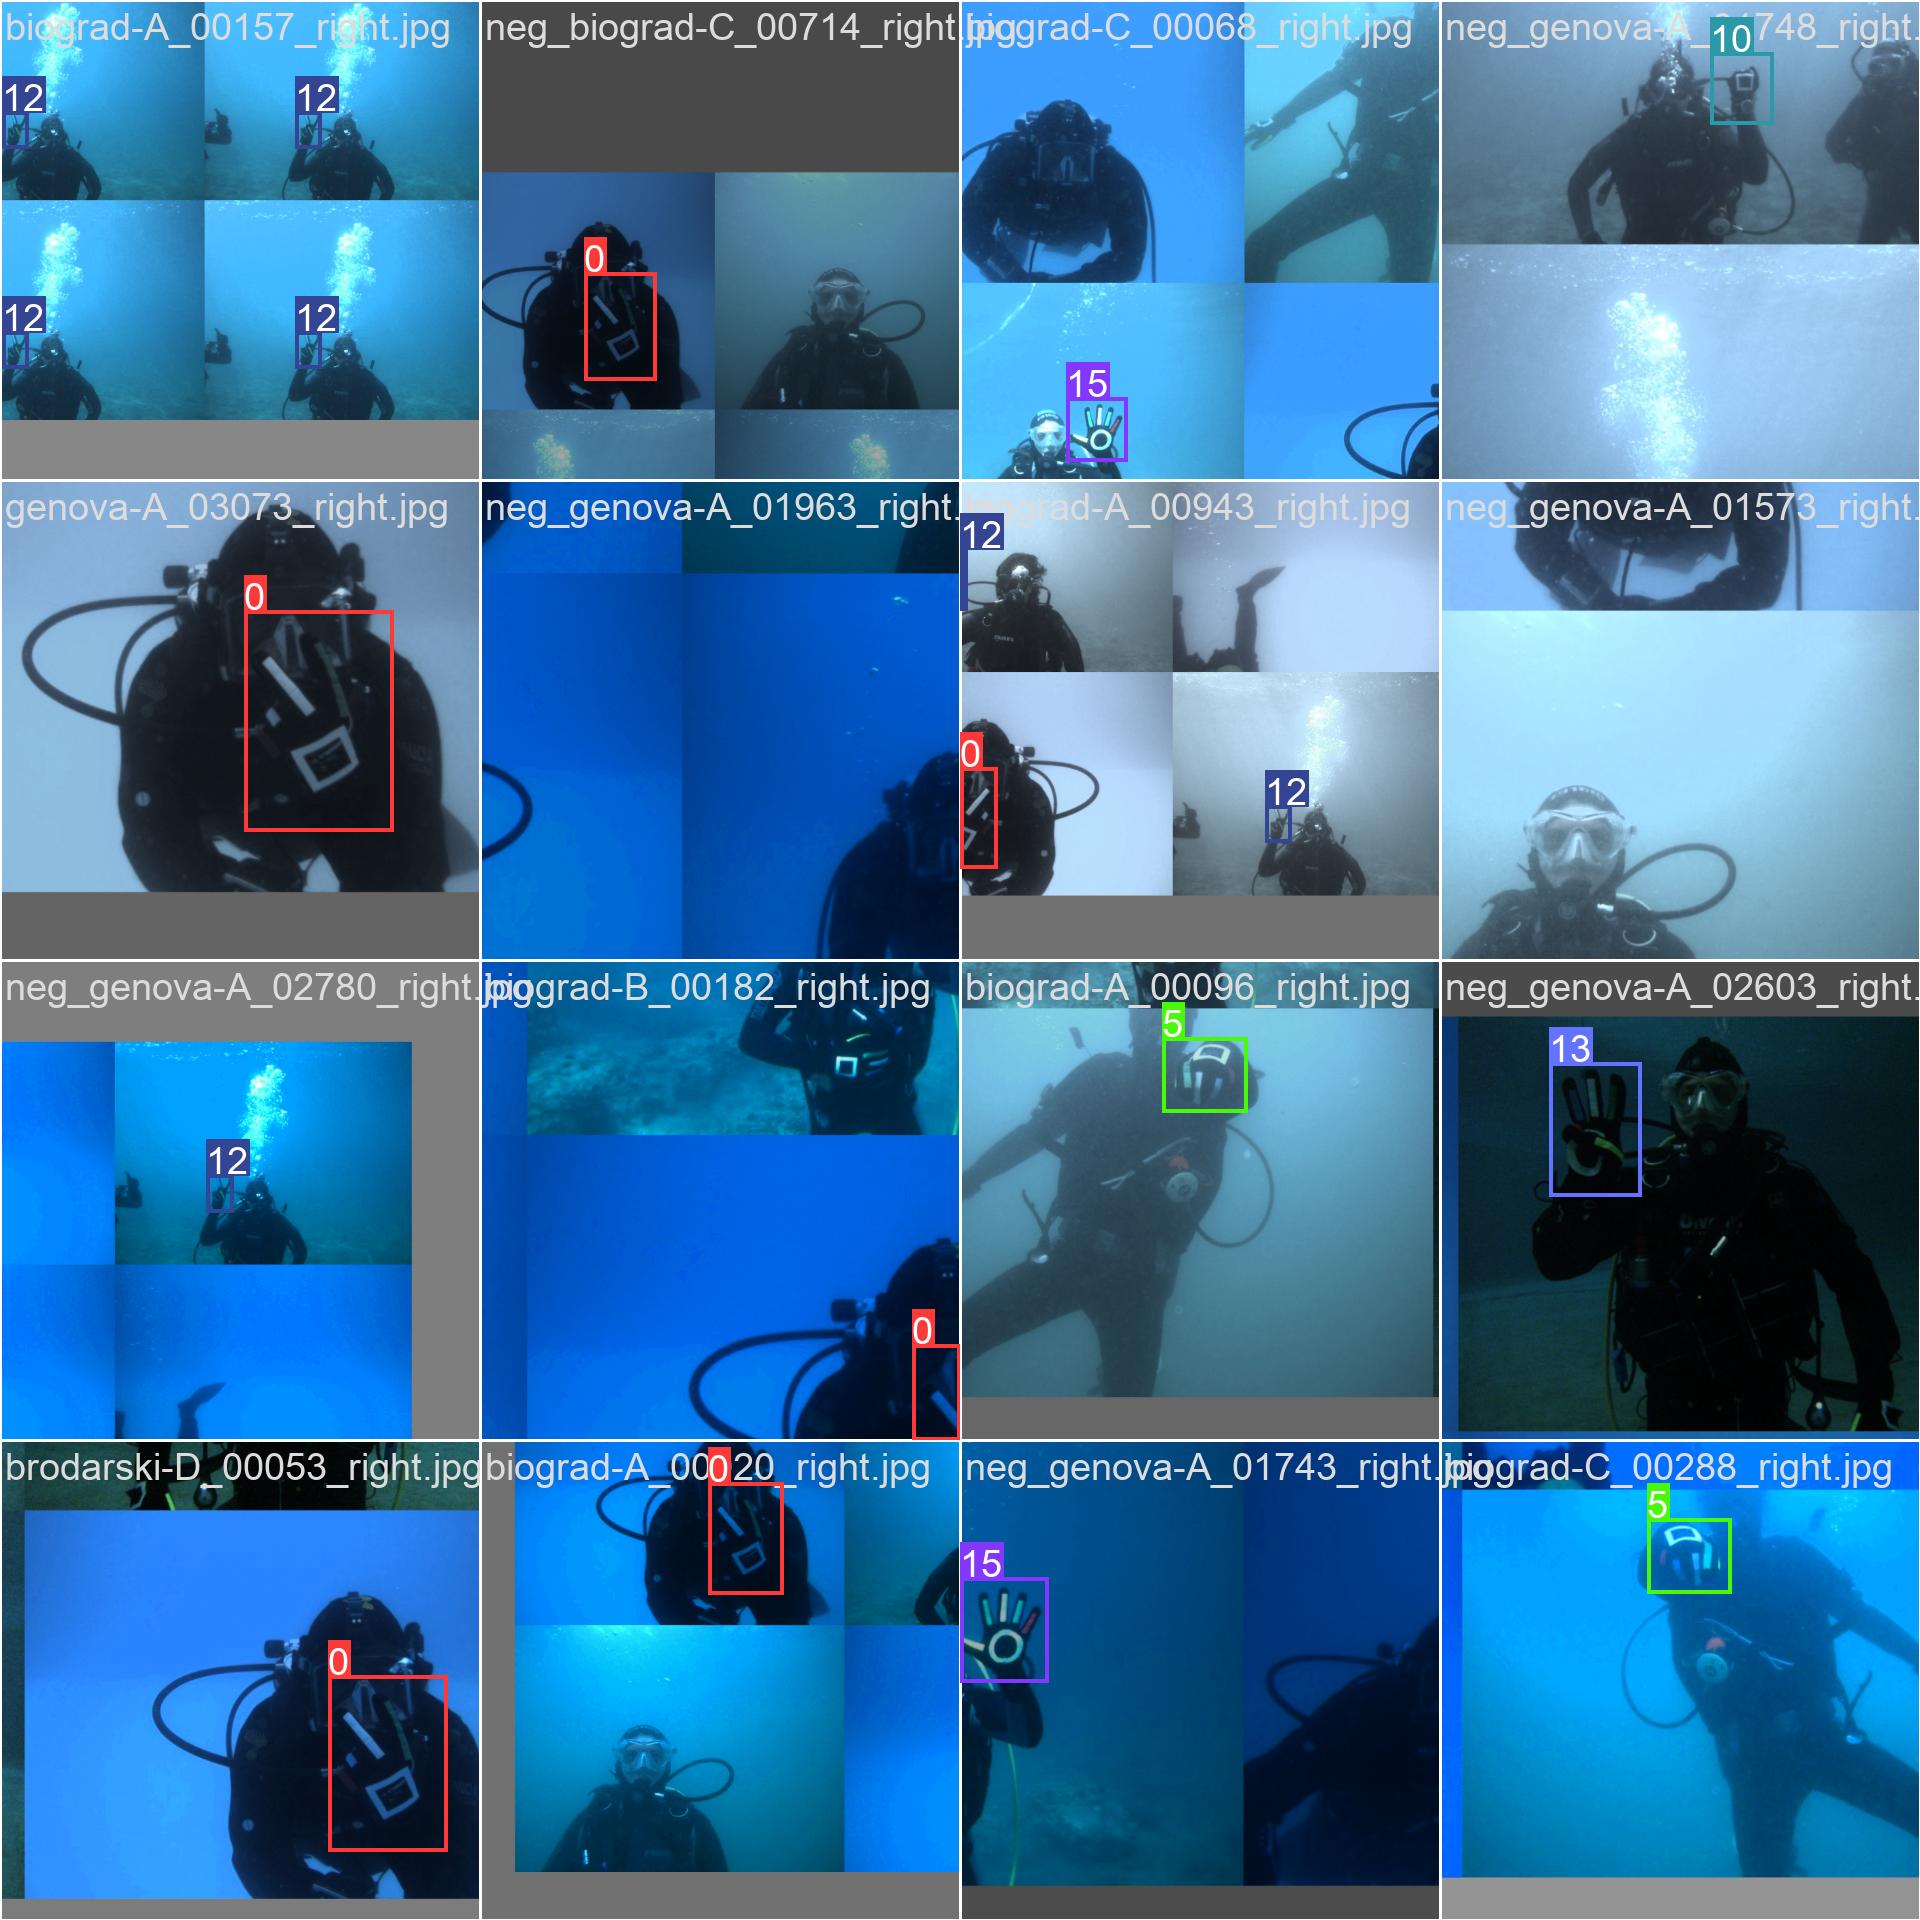 biograd-A_00157_right.jpg
12
12
12
12
neg_biograd-C_00714_right.jpg
0
biograd-C_00068_right.jpg
15
neg_genova-A_01748_right.
10
genova-A_03073_right.jpg
0
neg_genova-A_01963_right.
biograd-A_00943_right.jpg
12
0
12
neg_genova-A_01573_right.
neg_genova-A_02780_right.jpg
12
biograd-B_00182_right.jpg
0
biograd-A_00096_right.jpg
5
neg_genova-A_02603_right.
13
brodarski-D_00053_right.jpg
0
biograd-A_00020_right.jpg
0
neg_genova-A_01743_right.jpg
15
biograd-C_00288_right.jpg
5